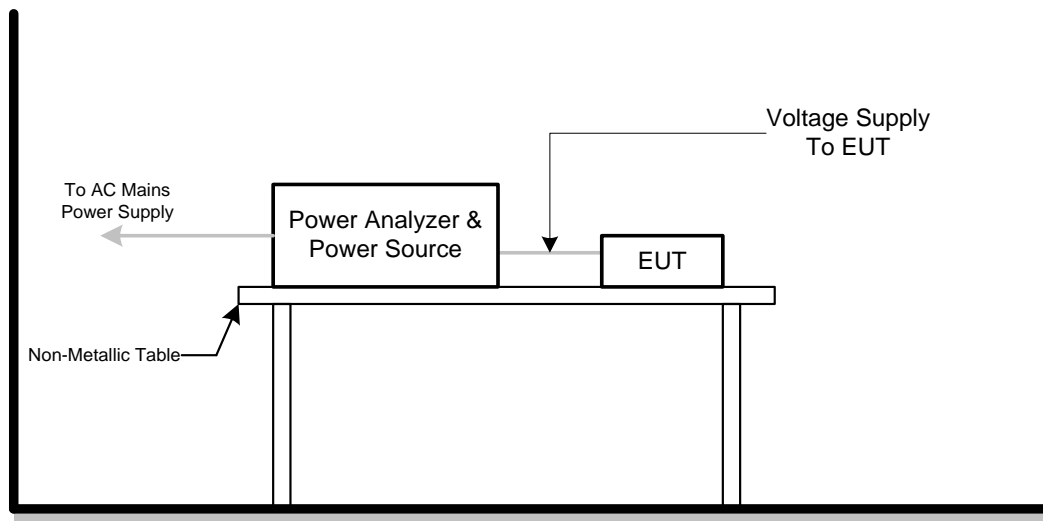 Voltage Supply
To EUT
To AC Mains
Power Supply
Power Analyzer &
Power Source
EUT
Non-Metallic Table